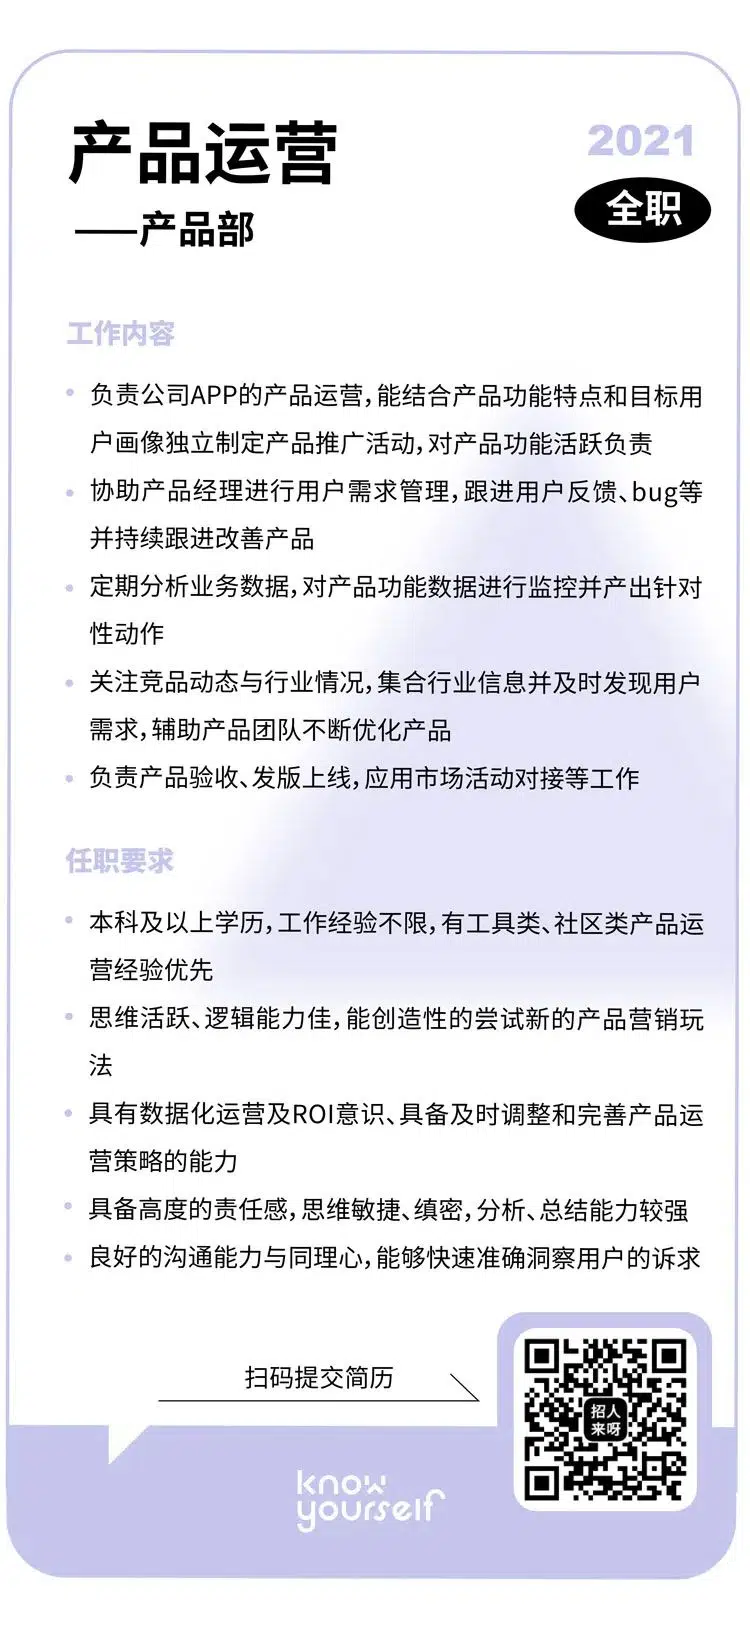 产品运营
2021
全职
——产品部
工作内容
负责公司APP的产品运营，能结合产品功能特点和目标用
户画像独立制定产品推广活动，对产品功能活跃负责
协助产品经理进行用户需求管理，跟进用户反馈、bug等
并持续跟进改善产品
定期分析业务数据，对产品功能数据进行监控并产出针对
性动作
关注竞品动态与行业情况，集合行业信息并及时发现用户
需求，辅助产品团队不断优化产品
负责产品验收、发版上线，应用市场活动对接等工作
任职要求
本科及以上学历，工作经验不限，有工具类、社区类产品运
营经验优先
思维活跃、逻辑能力佳，能创造性的尝试新的产品营销玩
法
具有数据化运营及ROI意识、具备及时调整和完善产品运
营策略的能力
具备高度的责任感，思维敏捷、缜密，分析、总结能力较强
良好的沟通能力与同理心，能够快速准确洞察用户的诉求
扫码提交简历
招人
来呀
know
yourself